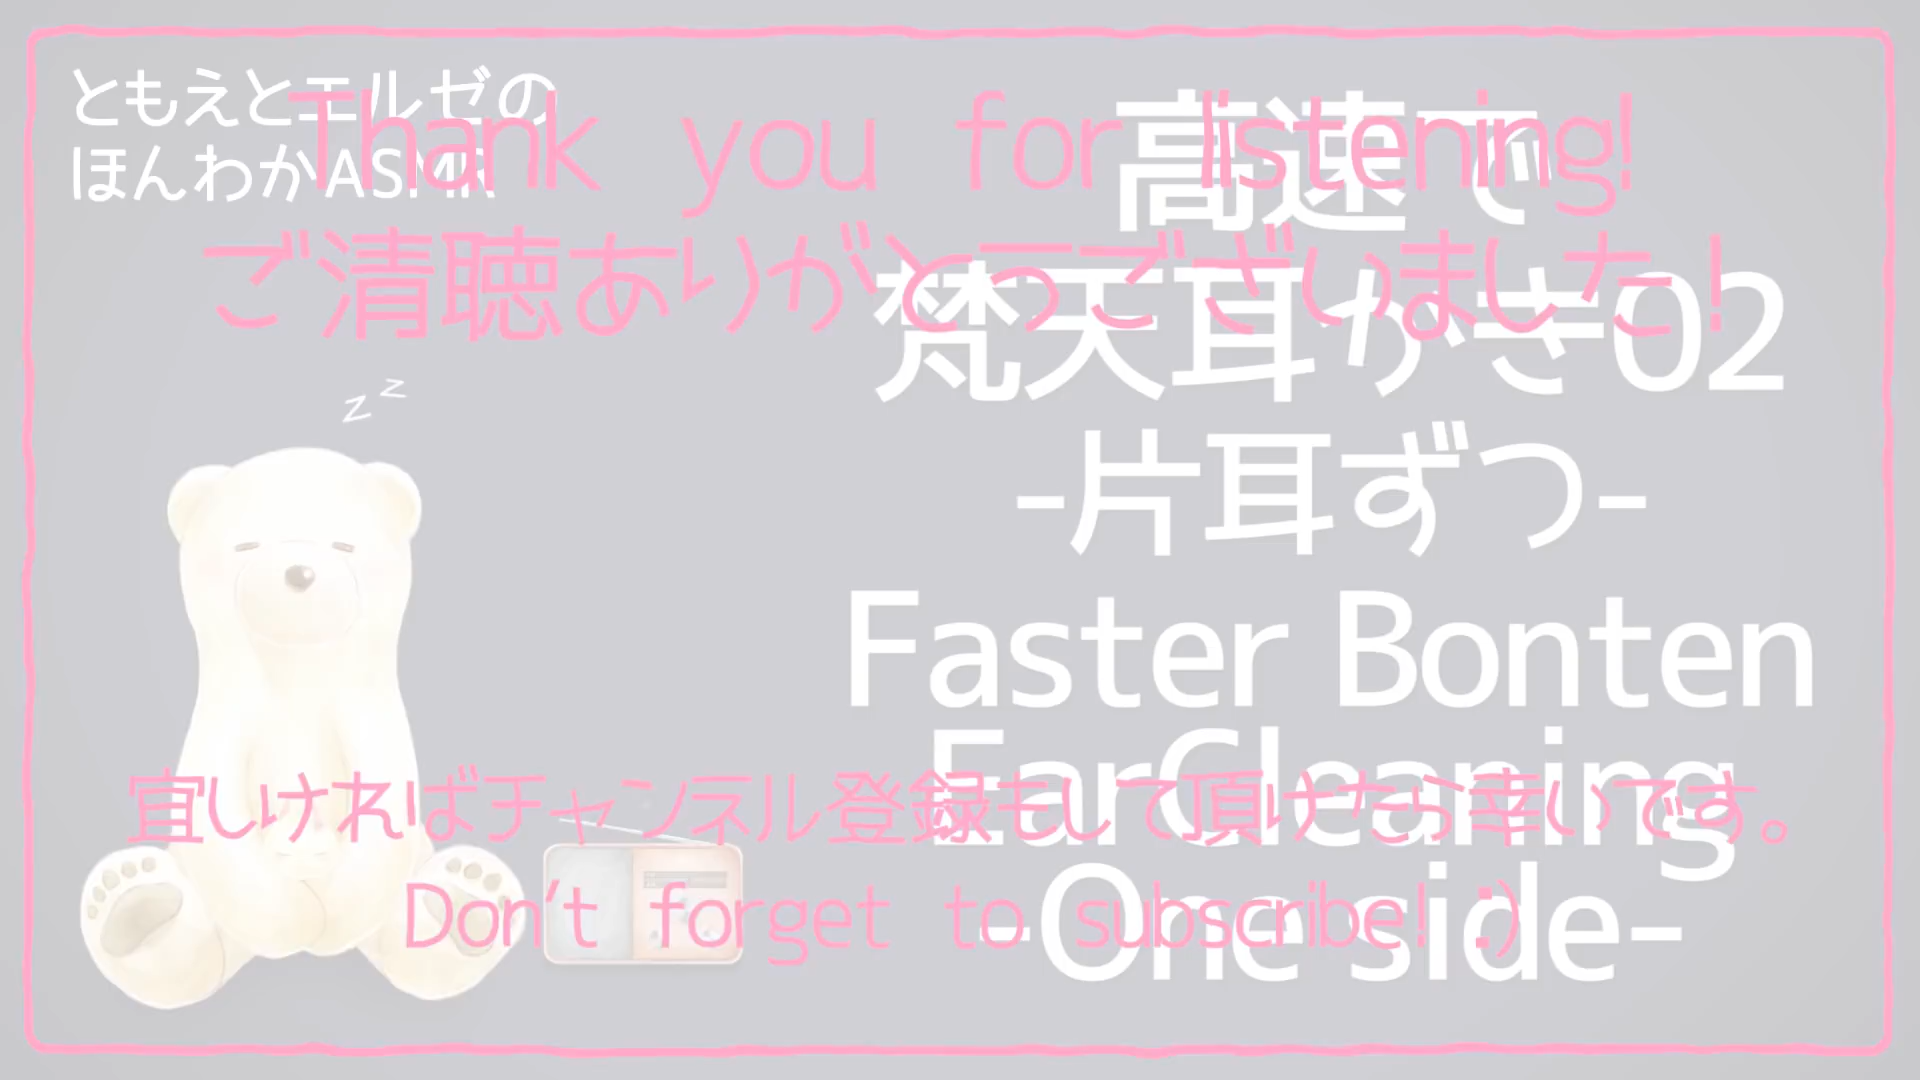 ともえとエルゼの
ほんわかASMR
Thank you for listening!
ご清聴ありがとうございました！
高速で
梵天耳かき02
-片耳ずつ-
Faster Bonten
EarCleaning
-One side-
z z
宜しければチャンネル登録もして頂けたら幸いです。
Don't forget to subscribe! :)